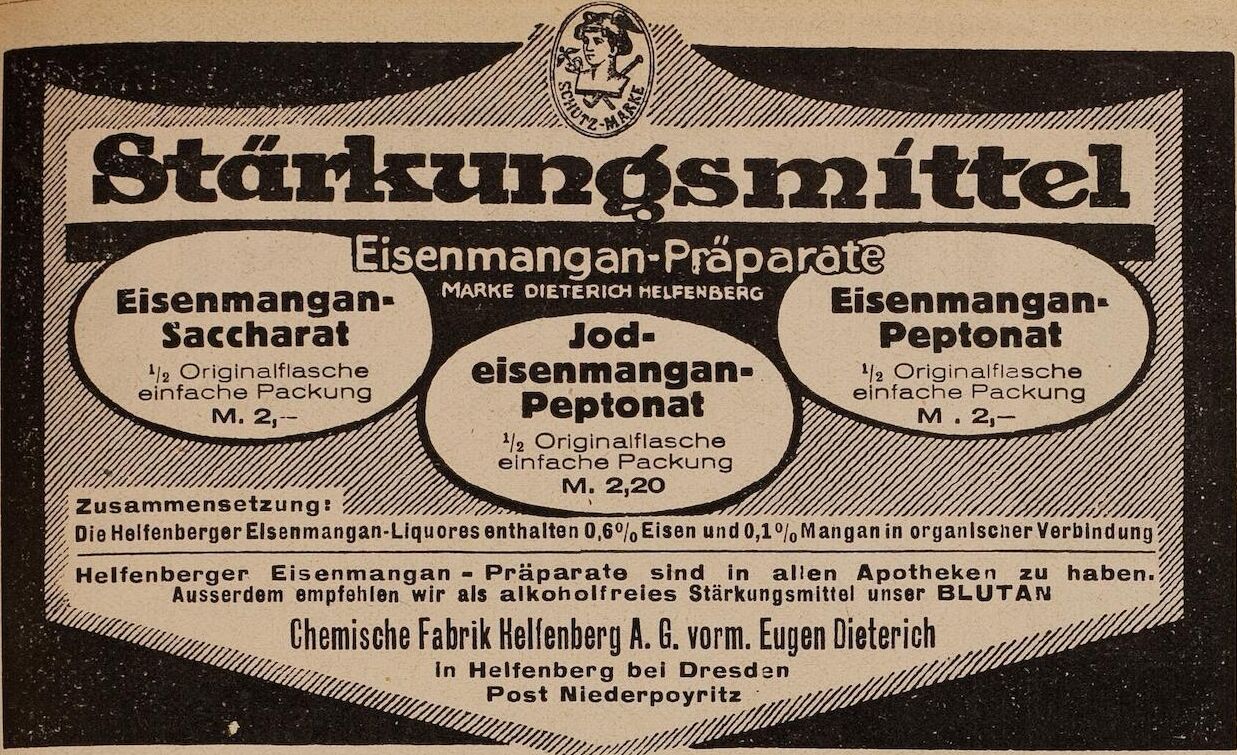 SCHUTZ-MARKE
Stärkungsmittel
Eisenmangan-Präparate
MARKE DIETERICH HELFENBERG
Eisenmangan-
Saccharat
1/2 Originalflasche
einfache Packung
M. 2,--
Jod-
eisenmangan-
Peptonat
1/2 Originalflasche
einfache Packung
M. 2,20
Eisenmangan-
Peptonat
1/2 Originalflasche
einfache Packung
M. 2,—
Zusammensetzung:
Die Helfenberger Eisenmangan-Liquores enthalten 0,6% Eisen und 0,1% Mangan in organischer Verbindung
Helfenberger Eisenmangan - Präparate sind in allen Apotheken zu haben.
Ausserdem empfehlen wir als alkoholfreies Stärkungsmittel unser BLUTAN
Chemische Fabrik Helfenberg A. G. vorm. Eugen Dieterich
in Helfenberg bei Dresden
Post Niederpoyritz